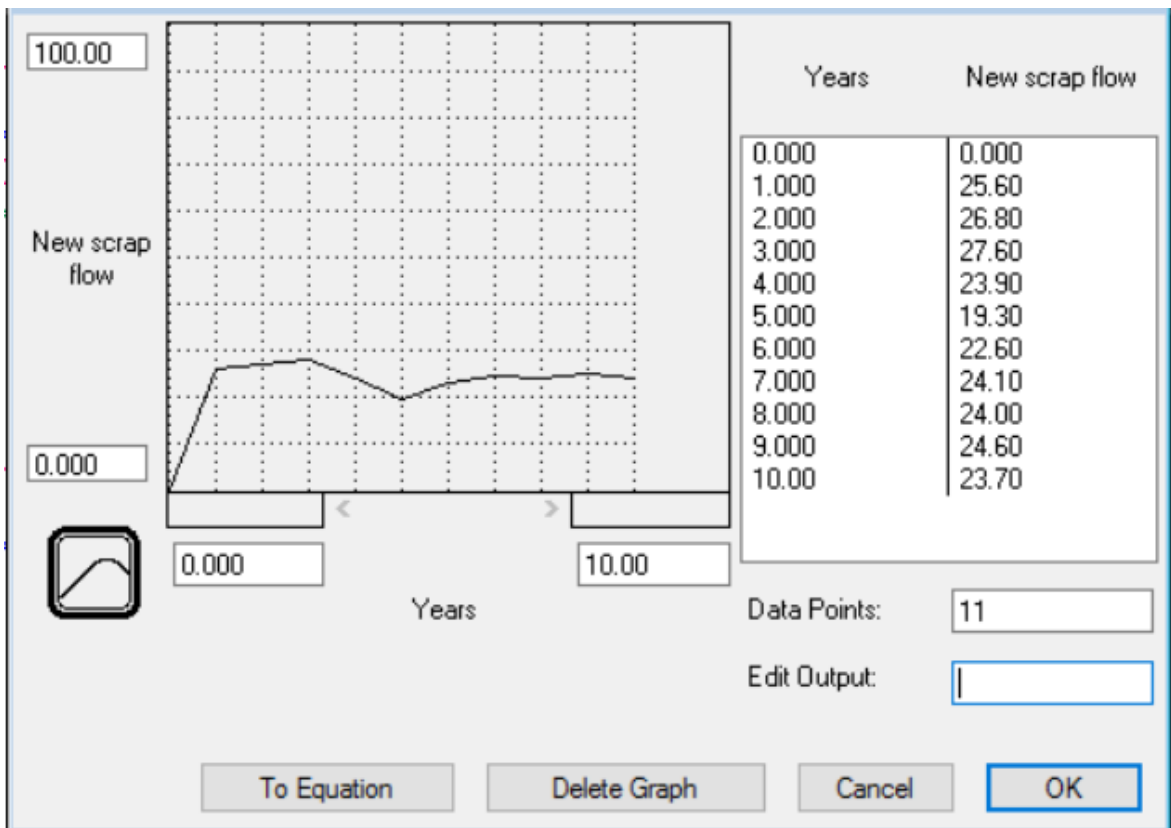 100.00
New scrap
flow
0.000
0.000
10.00
Years
Years New scrap flow
0.000 0.000
1.000 25.60
2.000 26.80
3.000 27.60
4.000 23.90
5.000 19.30
6.000 22.60
7.000 24.10
8.000 24.00
9.000 24.60
10.00 23.70
Data Points: 11
Edit Output:
To Equation
Delete Graph
Cancel
OK